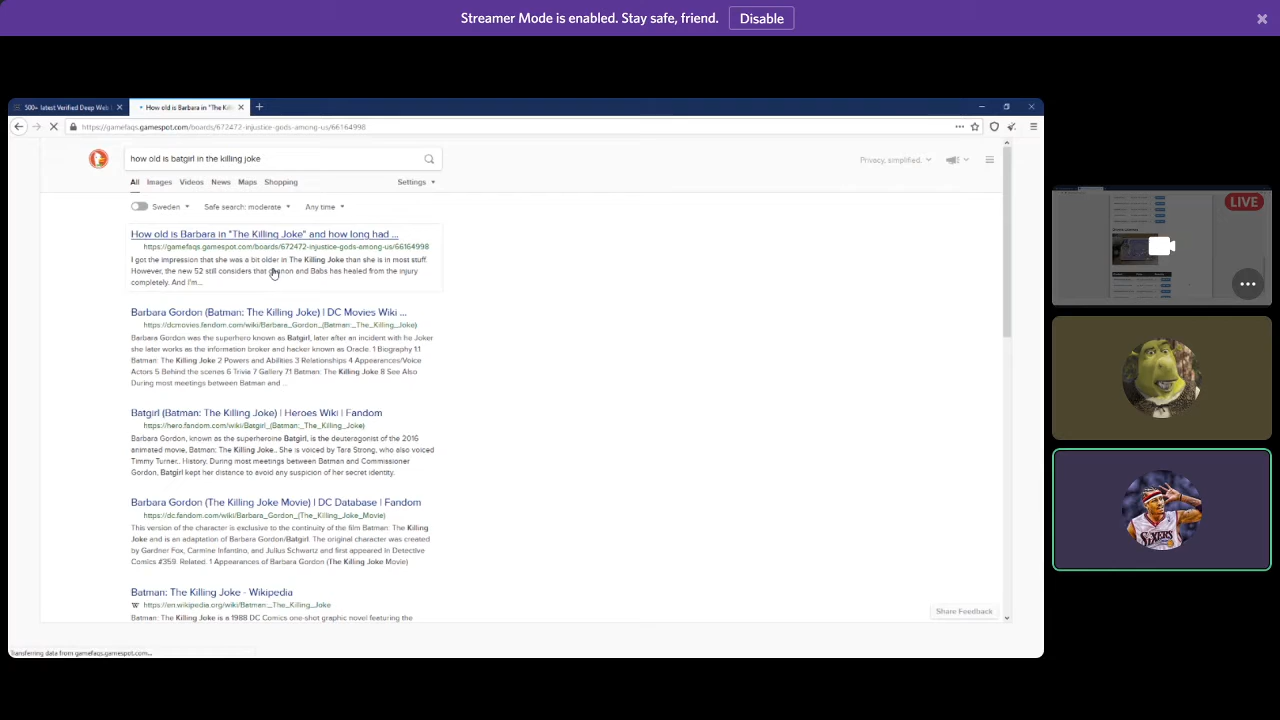 Streamer Mode is enabled. Stay safe, friend. Disable
500+ latest Verified Deep Web
How old is Barbara in "The Kill
https://gamefaqs.gamespot.com/boards/672472-injustice-gods-among-us/66164998
how old is batgirl in the killing joke
Privacy, simplified.
All Images Videos News Maps Shopping Settings
Sweden Safe search: moderate Any time
How old is Barbara in "The Killing Joke" and how long had ...
https://gamefaqs.gamespot.com/boards/672472-injustice-gods-among-us/66164998
I got the impression that she was a bit older in The Killing Joke than she is in most stuff.
However, the new 52 still considers that and Babs has healed from the injury
completely. And I'm...
Barbara Gordon (Batman: The Killing Joke) | DC Movies Wiki ...
https://dcmovies.fandom.com/wiki/Barbara_Gordon_(Batman:_The_Killing_Joke)
Barbara Gordon was the superhero known as Batgirl, later after an incident with he Joker
she later works as the information broker and hacker known as Oracle. 1 Biography 1.1
Batman: The Killing Joke 2 Powers and Abilities 3 Relationships 4 Appearances/Voice
Actors 5 Behind the scenes 6 Trivia 7 Gallery 7.1 Batman: The Killing Joke 8 See Also
During most meetings between Batman and ...
Batgirl (Batman: The Killing Joke) | Heroes Wiki | Fandom
https://hero.fandom.com/wiki/Batgirl_(Batman:_The_Killing_Joke)
Barbara Gordon, known as the superheroine Batgirl, is the deuteragonist of the 2016
animated movie, Batman: The Killing Joke.. She is voiced by Tara Strong, who also voiced
Timmy Turner.. History. During most meetings between Batman and Commissioner
Gordon, Batgirl kept her distance to avoid any suspicion of her secret identity.
Barbara Gordon (The Killing Joke Movie) | DC Database | Fandom
https://dc.fandom.com/wiki/Barbara_Gordon_(The_Killing_Joke_Movie)
This version of the character is exclusive to the continuity of the film Batman: The Killing
Joke and is an adaptation of Barbara Gordon/Batgirl. The original character was created
by Gardner Fox, Carmine Infantino, and Julius Schwartz and first appeared in Detective
Comics #359. Related. 1 Appearances of Barbara Gordon (The Killing Joke Movie)
Batman: The Killing Joke - Wikipedia
W https://en.wikipedia.org/wiki/Batman:_The_Killing_Joke
Batman: The Killing Joke is a 1988 DC Comics one-shot graphic novel featuring the
Share Feedback
Transferring data from gamefaqs.gamespot.com...
LIVE
SIXERS